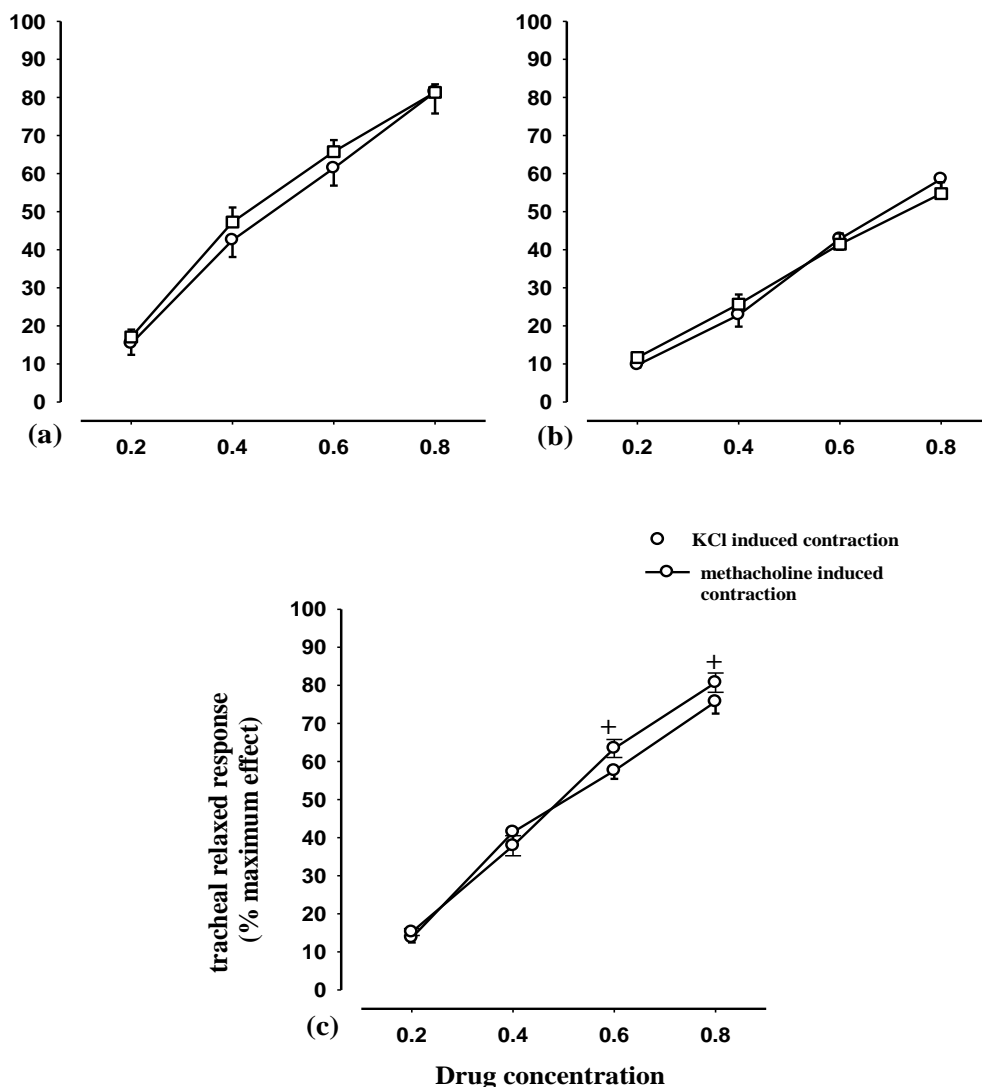 100
90
80
70
60
50
40
30
20
10
0
0.2 0.4 0.6 0.8
(a)
100
90
80
70
60
50
40
30
20
10
0
0.2 0.4 0.6 0.8
(b)
KCl induced contraction
methacholine induced
contraction
100
90
80
70
60
50
40
30
20
10
0
tracheal relaxed response
(% maximum effect)
+
+
0.2 0.4 0.6 0.8
(c)
Drug concentration